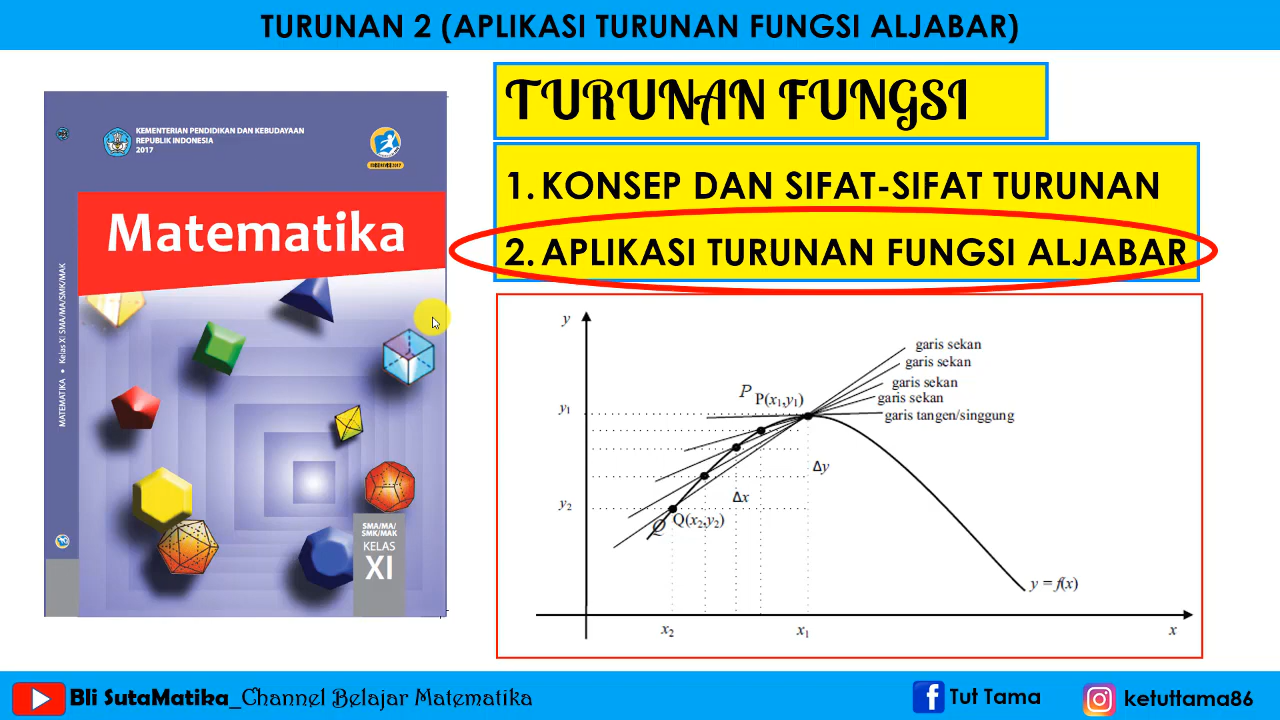 TURUNAN 2 (APLIKASI TURUNAN FUNGSI ALJABAR)
KEMENTERIAN PENDIDIKAN DAN KEBUDAYAAN
REPUBLIK INDONESIA
2017
Matematika
MATEMATIKA • Kelas XI SMA/MA/SMK/MAK
SMA/MA/
SMK/MAK
KELAS
XI
TURUNAN FUNGSI
1. KONSEP DAN SIFAT-SIFAT TURUNAN
2. APLIKASI TURUNAN FUNGSI ALJABAR
y
garis sekan
garis sekan
garis sekan
garis sekan
garis tangen/singgung
P P(x₁,y₁)
y₁
Δy
Δx
y₂
Q Q(x₂,y₂)
y = f(x)
x₂
x₁
x
Bli SutaMatika_Channel Belajar Matematika
Tut Tama
ketuttama86